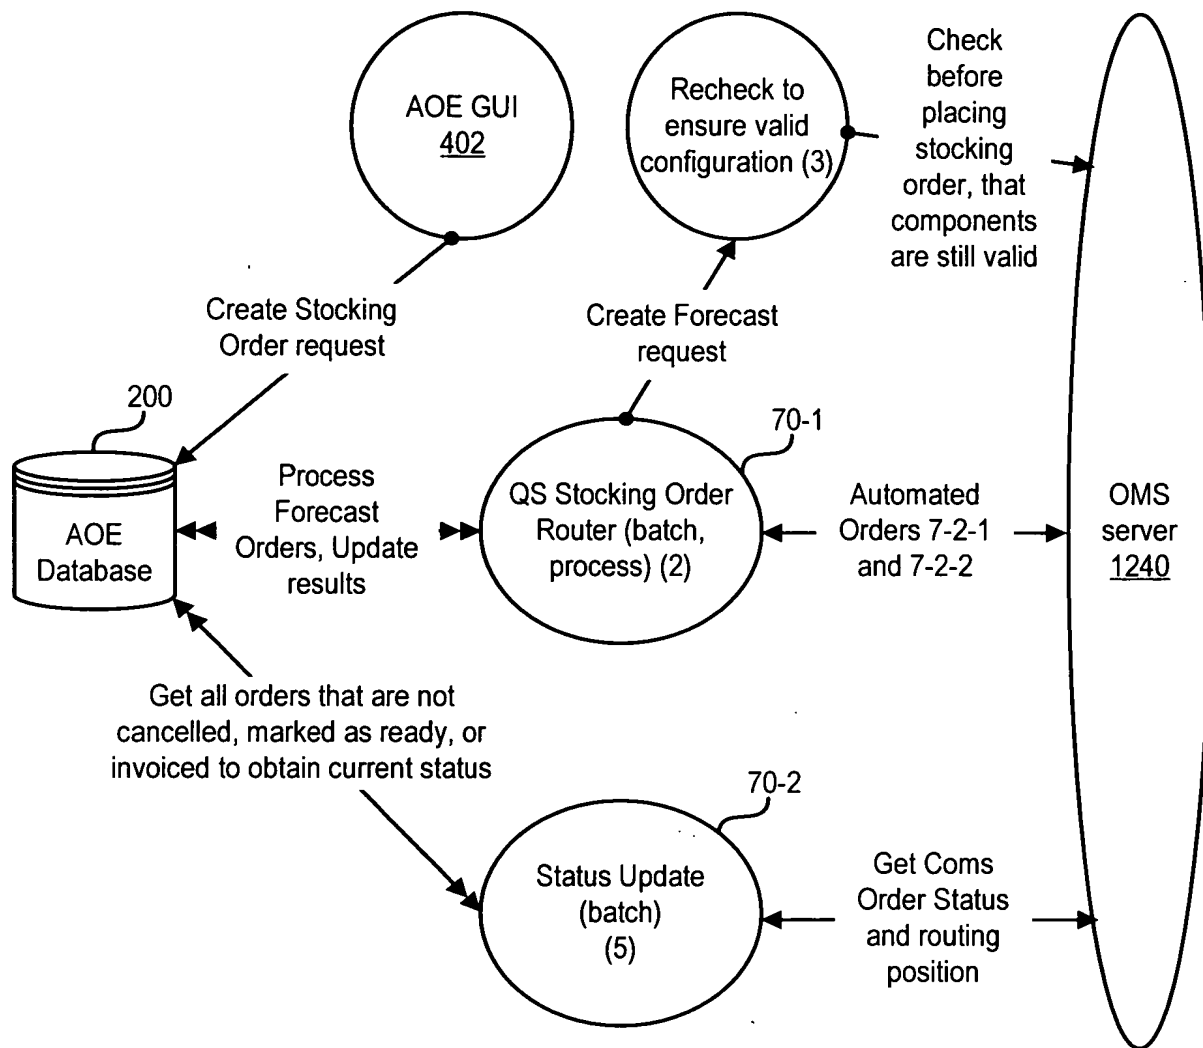 AOE GUI
402
Recheck to
ensure valid
configuration (3)
Check
before
placing
stocking
order, that
components
are still valid
Create Stocking
Order request
Create Forecast
request
200
AOE
Database
Process
Forecast
Orders, Update
results
70-1
QS Stocking Order
Router (batch,
process) (2)
Automated
Orders 7-2-1
and 7-2-2
OMS
server
1240
Get all orders that are not
cancelled, marked as ready, or
invoiced to obtain current status
70-2
Status Update
(batch)
(5)
Get Coms
Order Status
and routing
position